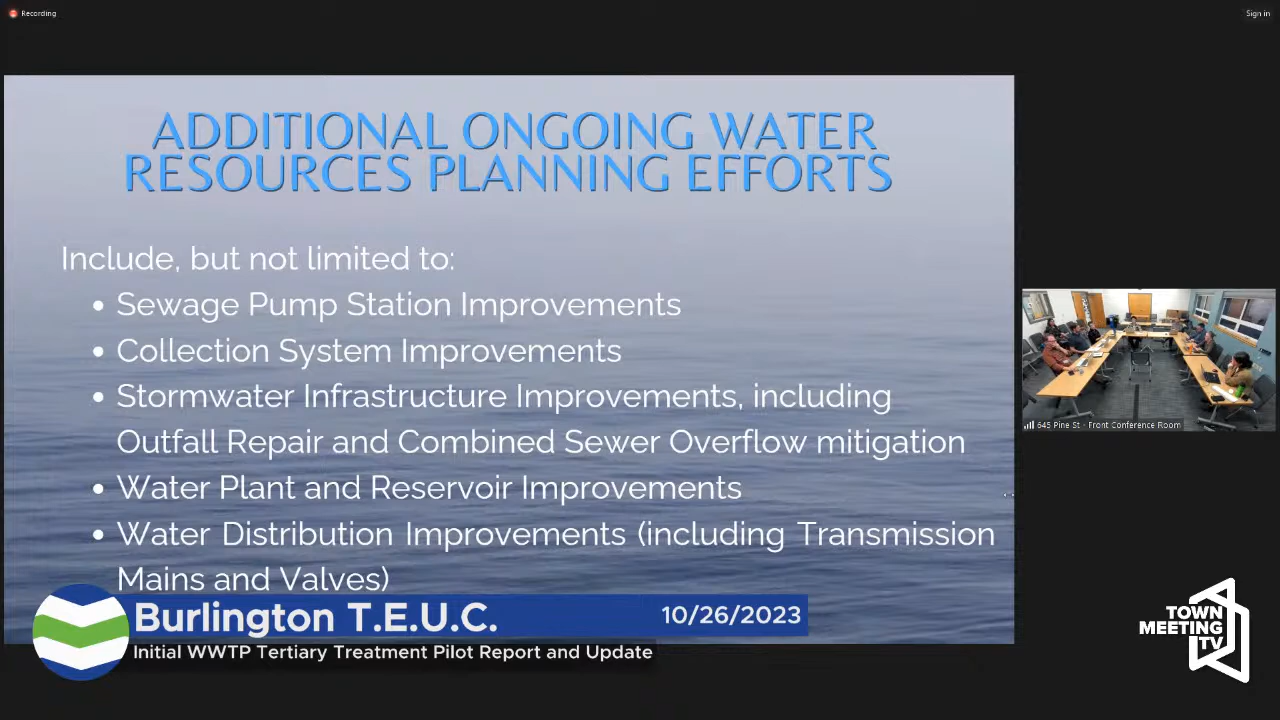 Recording
Sign in
ADDITIONAL ONGOING WATER
RESOURCES PLANNING EFFORTS
Include, but not limited to:
• Sewage Pump Station Improvements
• Collection System Improvements
• Stormwater Infrastructure Improvements, including
Outfall Repair and Combined Sewer Overflow mitigation
• Water Plant and Reservoir Improvements
• Water Distribution Improvements (including Transmission
Mains and Valves)
645 Pine St - Front Conference Room
Burlington T.E.U.C.
10/26/2023
Initial WWTP Tertiary Treatment Pilot Report and Update
TOWN
MEETING
TV